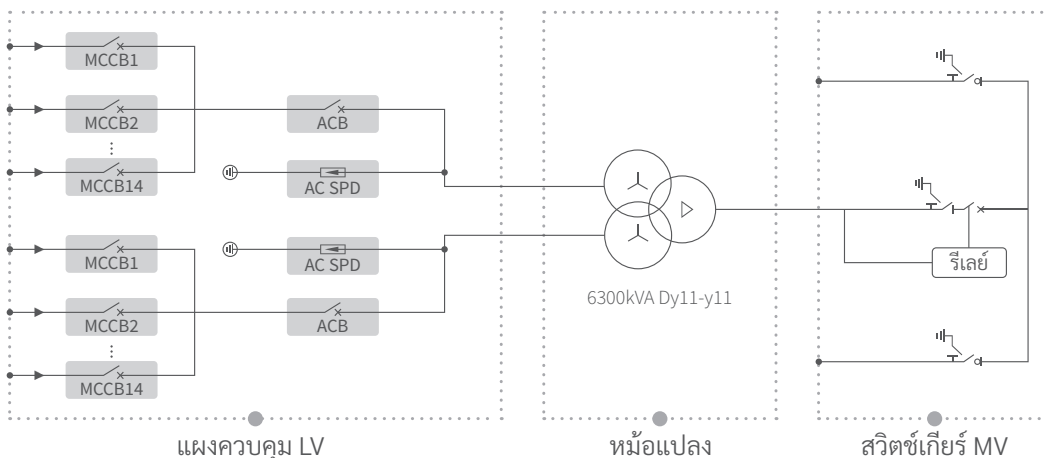 MCCB1
MCCB2
ACB
MCCB14
AC SPD
MCCB1
AC SPD
MCCB2
ACB
MCCB14
6300kVA Dy11-y11
รีเลย์
แผงควบคุม LV
หม้อแปลง
สวิตช์เกียร์ MV